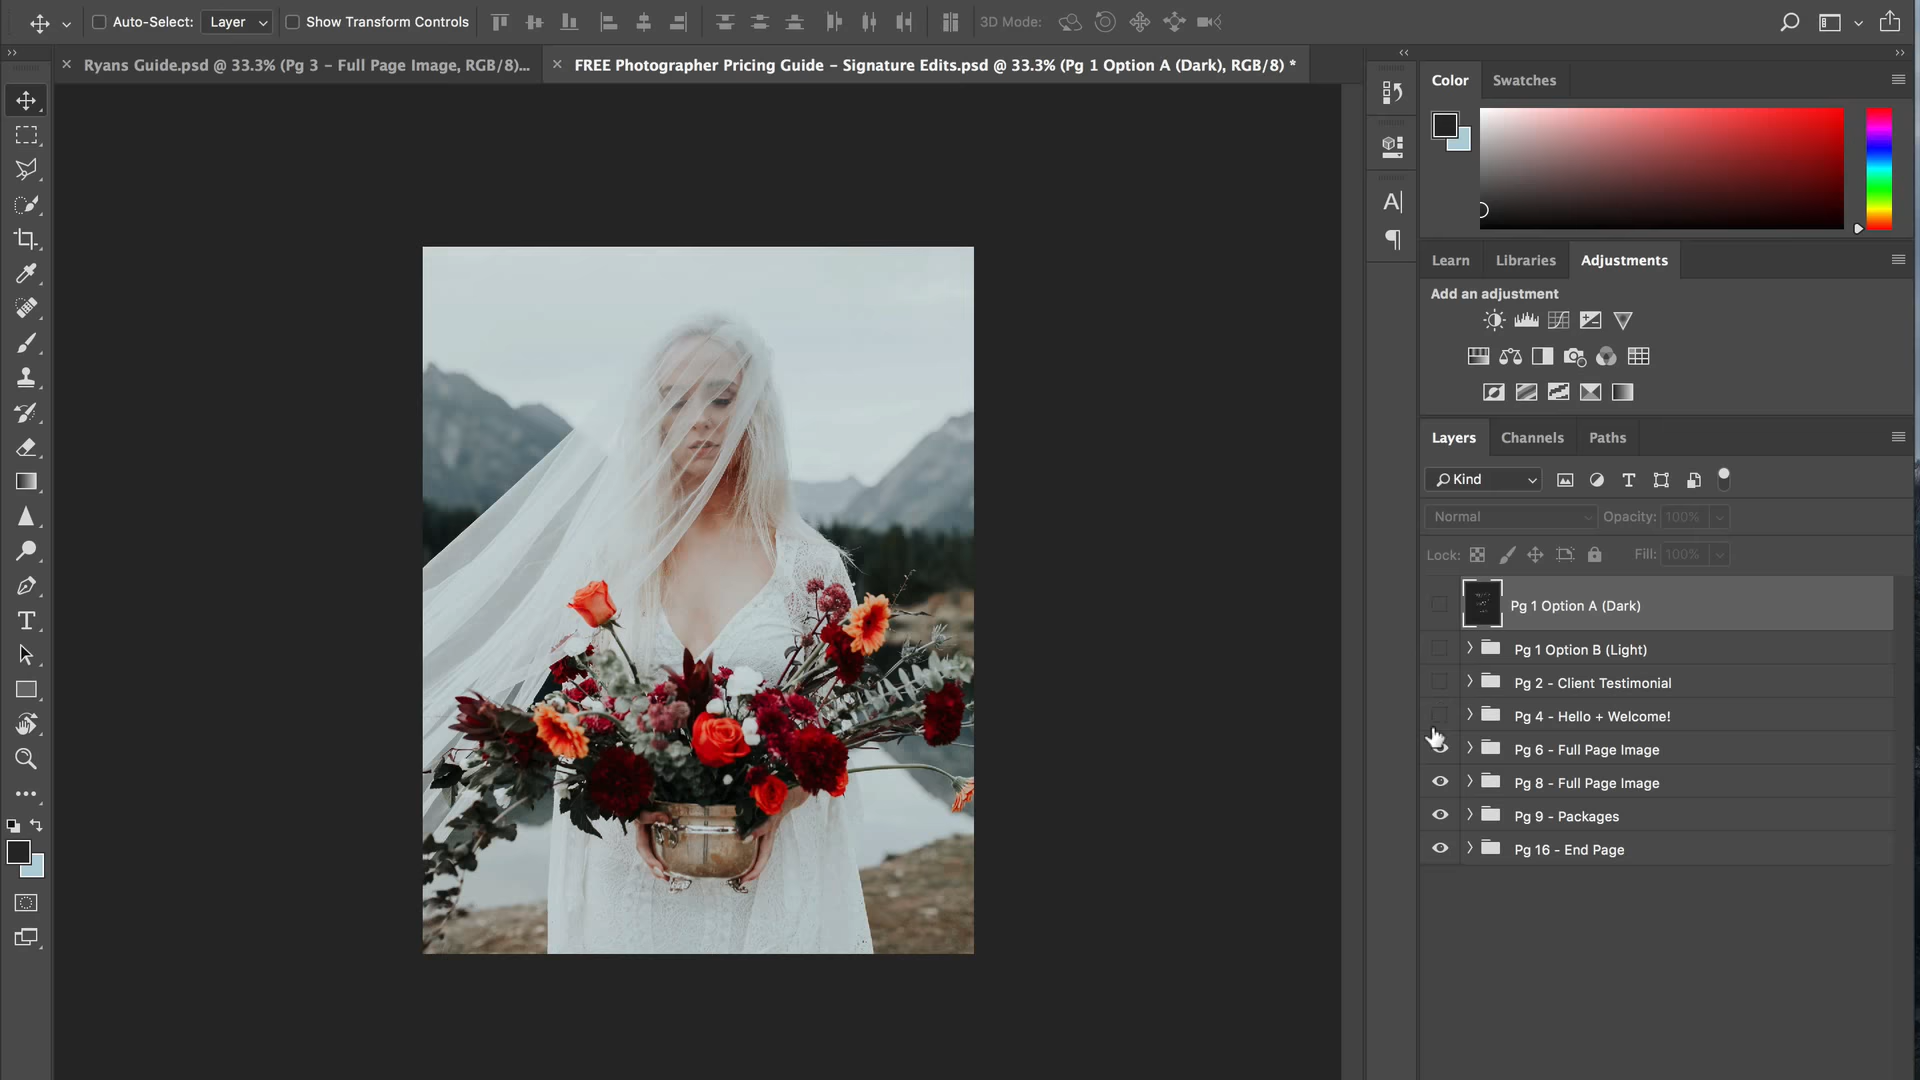 Auto-Select: Layer Show Transform Controls 3D Mode:
Ryans Guide.psd @ 33.3% (Pg 3 - Full Page Image, RGB/8)...
FREE Photographer Pricing Guide - Signature Edits.psd @ 33.3% (Pg 1 Option A (Dark), RGB/8) *
Color Swatches
Learn Libraries Adjustments
Add an adjustment
Layers Channels Paths
Kind
Normal Opacity: 100%
Lock: Fill: 100%
Pg 1 Option A (Dark)
Pg 1 Option B (Light)
Pg 2 - Client Testimonial
Pg 4 - Hello + Welcome!
Pg 6 - Full Page Image
Pg 8 - Full Page Image
Pg 9 - Packages
Pg 16 - End Page